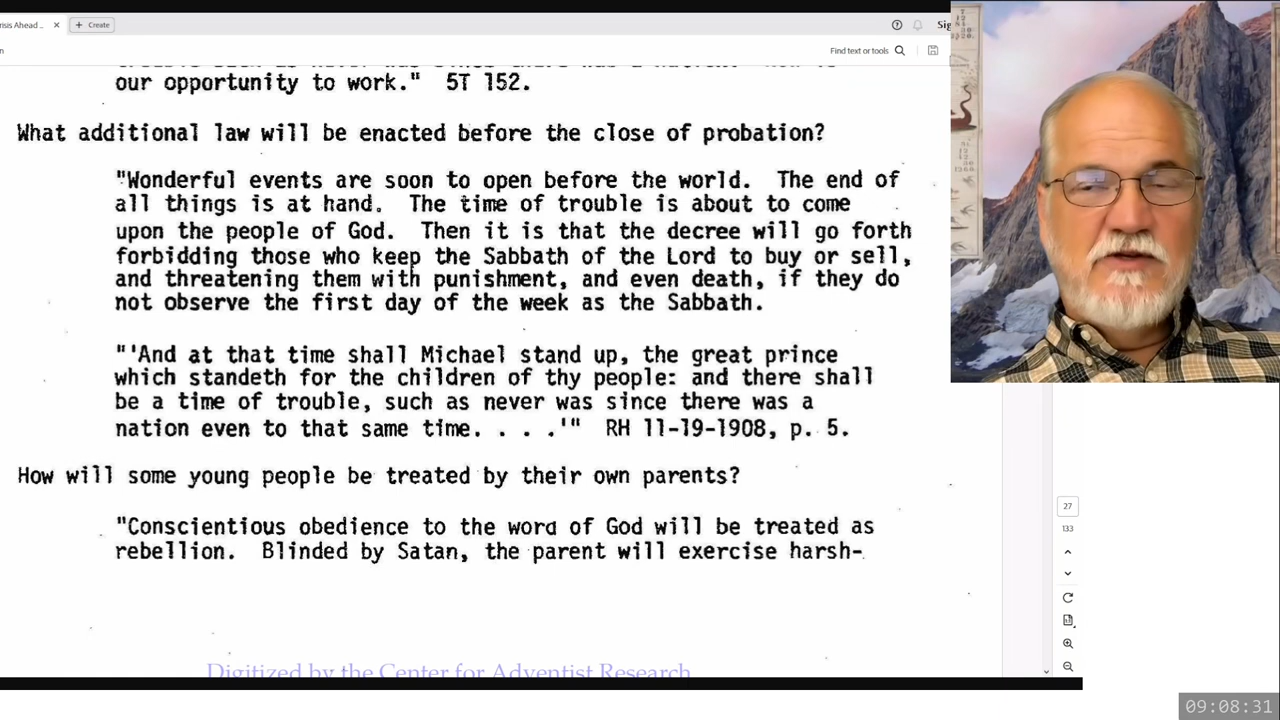 isis Ahead ... × + Create
Sig
n
Find text or tools
our opportunity to work." 5T 152.
What additional law will be enacted before the close of probation?
"Wonderful events are soon to open before the world. The end of
all things is at hand. The time of trouble is about to come
upon the people of God. Then it is that the decree will go forth
forbidding those who keep the Sabbath of the Lord to buy or sell,
and threatening them with punishment, and even death, if they do
not observe the first day of the week as the Sabbath.
"'And at that time shall Michael stand up, the great prince
which standeth for the children of thy people: and there shall
be a time of trouble, such as never was since there was a
nation even to that same time. . . .'" RH 11-19-1908, p. 5.
How will some young people be treated by their own parents?
"Conscientious obedience to the word of God will be treated as
rebellion. Blinded by Satan, the parent will exercise harsh-
Digitized by the Center for Adventist Research
27
133
09:08:31